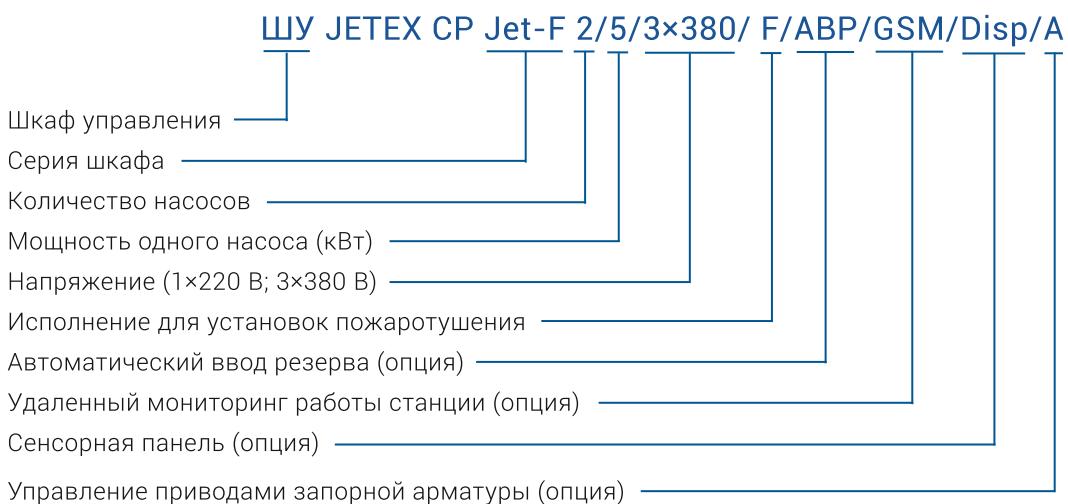 ШУ JETEX CP Jet-F 2/5/3×380/ F/АВР/GSM/Disp/A
Шкаф управления
Серия шкафа
Количество насосов
Мощность одного насоса (кВт)
Напряжение (1×220 В; 3×380 В)
Исполнение для установок пожаротушения
Автоматический ввод резерва (опция)
Удаленный мониторинг работы станции (опция)
Сенсорная панель (опция)
Управление приводами запорной арматуры (опция)